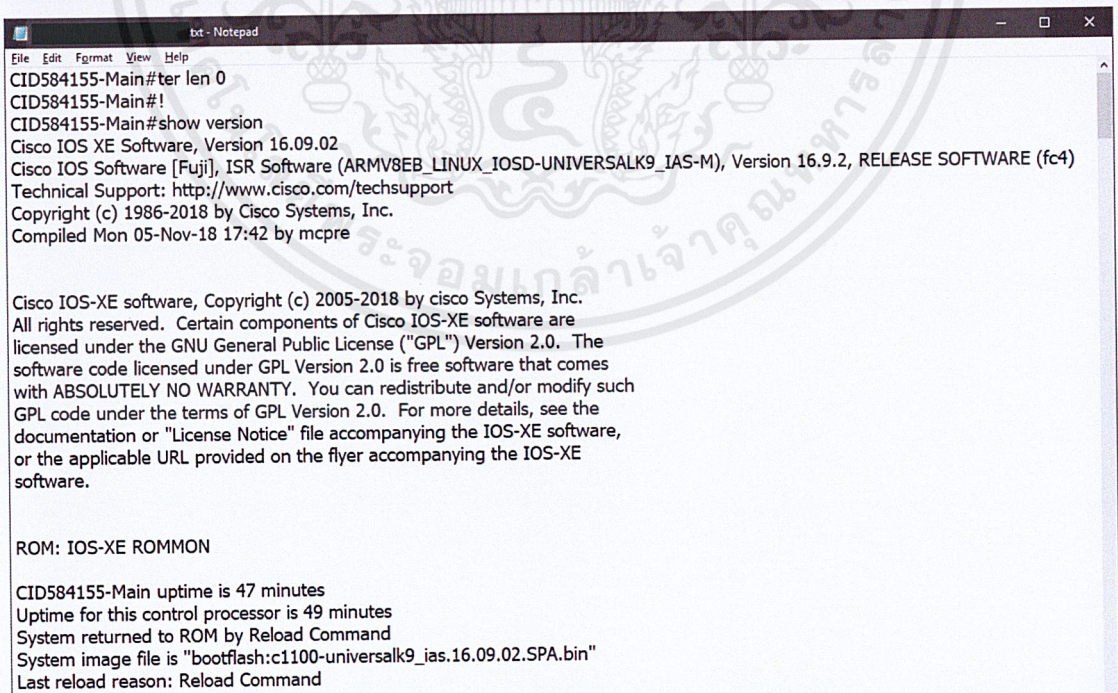 txt - Notepad
File Edit Format View Help
CID584155-Main#ter len 0
CID584155-Main#!
CID584155-Main#show version
Cisco IOS XE Software, Version 16.09.02
Cisco IOS Software [Fuji], ISR Software (ARMV8EB_LINUX_IOSD-UNIVERSALK9_IAS-M), Version 16.9.2, RELEASE SOFTWARE (fc4)
Technical Support: http://www.cisco.com/techsupport
Copyright (c) 1986-2018 by Cisco Systems, Inc.
Compiled Mon 05-Nov-18 17:42 by mcpre
Cisco IOS-XE software, Copyright (c) 2005-2018 by cisco Systems, Inc.
All rights reserved. Certain components of Cisco IOS-XE software are
licensed under the GNU General Public License ("GPL") Version 2.0. The
software code licensed under GPL Version 2.0 is free software that comes
with ABSOLUTELY NO WARRANTY. You can redistribute and/or modify such
GPL code under the terms of GPL Version 2.0. For more details, see the
documentation or "License Notice" file accompanying the IOS-XE software,
or the applicable URL provided on the flyer accompanying the IOS-XE
software.
ROM: IOS-XE ROMMON
CID584155-Main uptime is 47 minutes
Uptime for this control processor is 49 minutes
System returned to ROM by Reload Command
System image file is "bootflash:c1100-universalk9_ias.16.09.02.SPA.bin"
Last reload reason: Reload Command